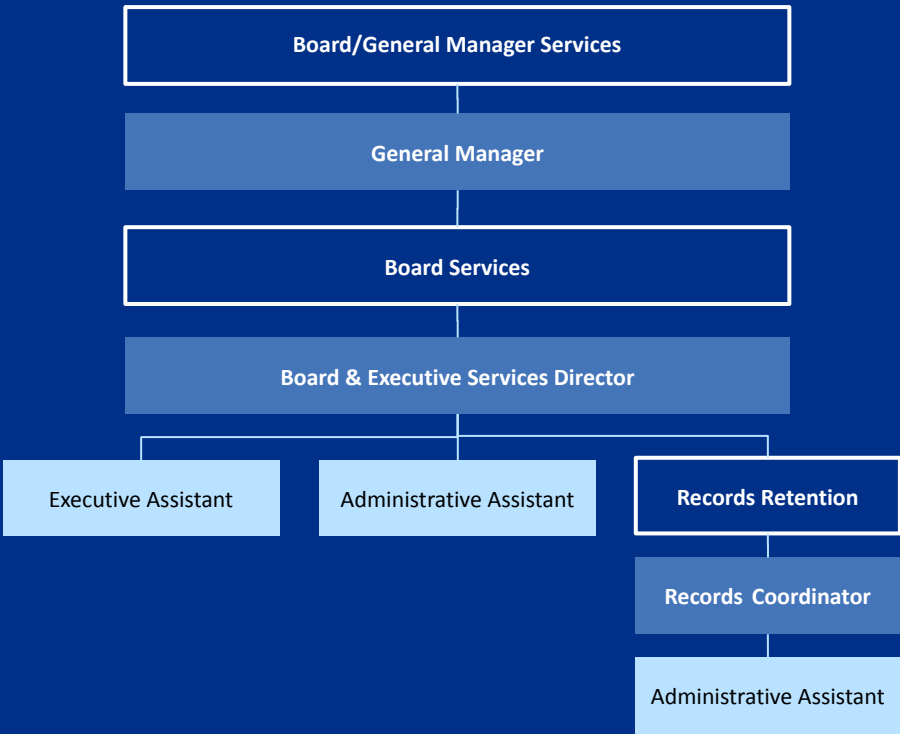 Board/General Manager Services
General Manager
Board Services
Board & Executive Services Director
Executive Assistant
Administrative Assistant
Records Retention
Records Coordinator
Administrative Assistant